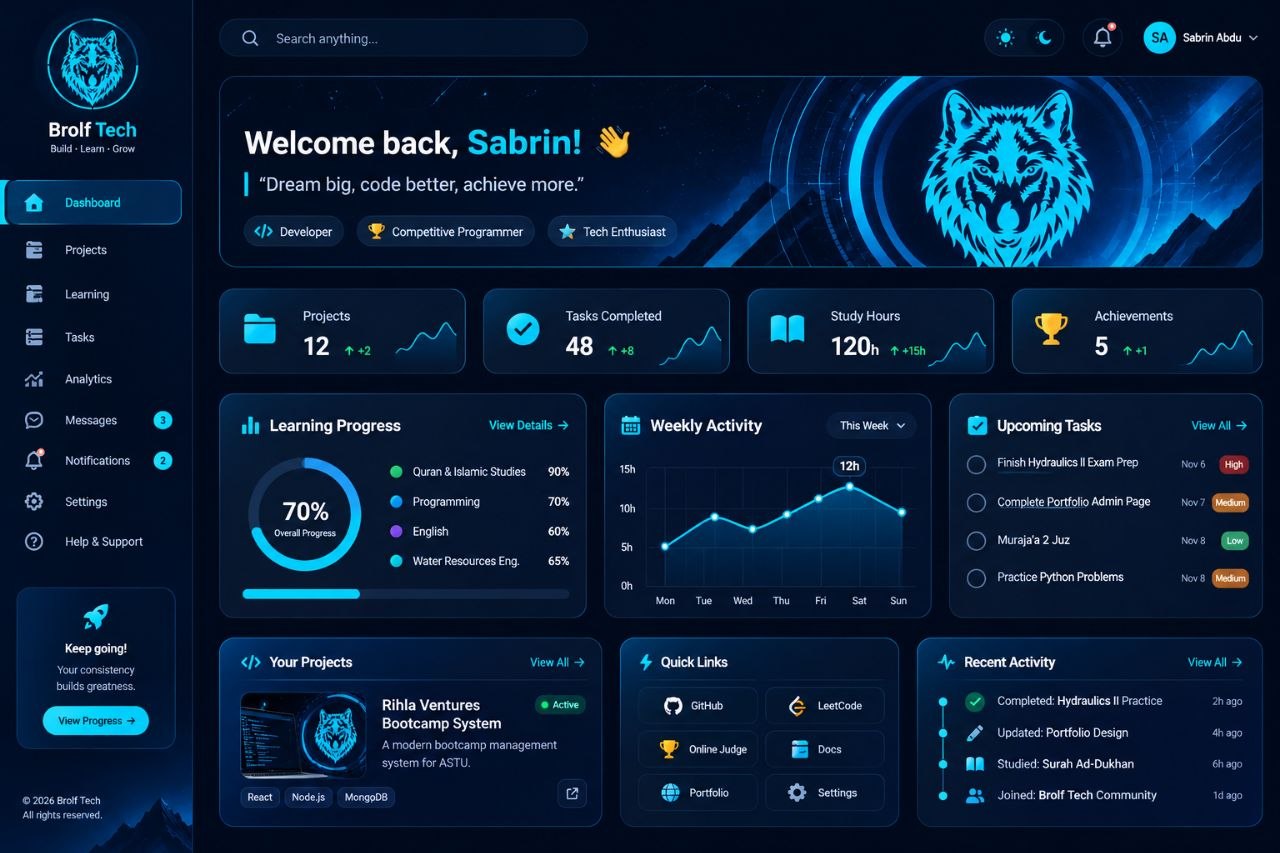 Brolf Tech
Build · Learn · Grow
Dashboard
Projects
Learning
Tasks
Analytics
Messages 3
Notifications 2
Settings
Help & Support
Keep going!
Your consistency
builds greatness.
View Progress →
© 2026 Brolf Tech
All rights reserved.
Search anything...
SA Sabrin Abdu
Welcome back, Sabrin! 👋
“Dream big, code better, achieve more.”
</> Developer
Competitive Programmer
Tech Enthusiast
Projects
12 ↑ +2
Tasks Completed
48 ↑ +8
Study Hours
120h ↑ +15h
Achievements
5 ↑ +1
Learning Progress
View Details →
70%
Overall Progress
Quran & Islamic Studies 90%
Programming 70%
English 60%
Water Resources Eng. 65%
Weekly Activity
This Week
12h
15h
10h
5h
0h
Mon Tue Wed Thu Fri Sat Sun
Upcoming Tasks
View All →
Finish Hydraulics II Exam Prep Nov 6 High
Complete Portfolio Admin Page Nov 7 Medium
Muraja'a 2 Juz Nov 8 Low
Practice Python Problems Nov 8 Medium
</> Your Projects
View All →
Rihla Ventures
Bootcamp System
Active
A modern bootcamp management
system for ASTU.
React Node.js MongoDB
Quick Links
GitHub LeetCode
Online Judge Docs
Portfolio Settings
Recent Activity
View All →
Completed: Hydraulics II Practice 2h ago
Updated: Portfolio Design 4h ago
Studied: Surah Ad-Dukhan 6h ago
Joined: Brolf Tech Community 1d ago